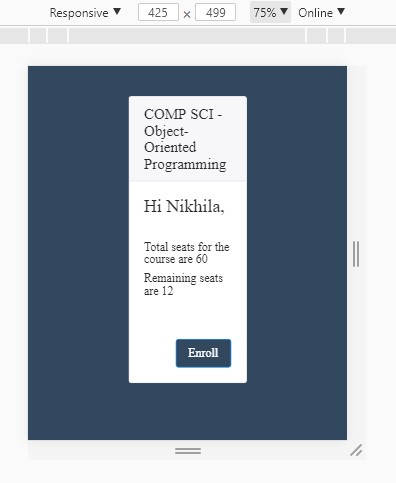 Responsive ▼ 425 × 499 75% ▼ Online ▼
COMP SCI -
Object-
Oriented
Programming
Hi Nikhila,
Total seats for the
course are 60
Remaining seats
are 12
Enroll